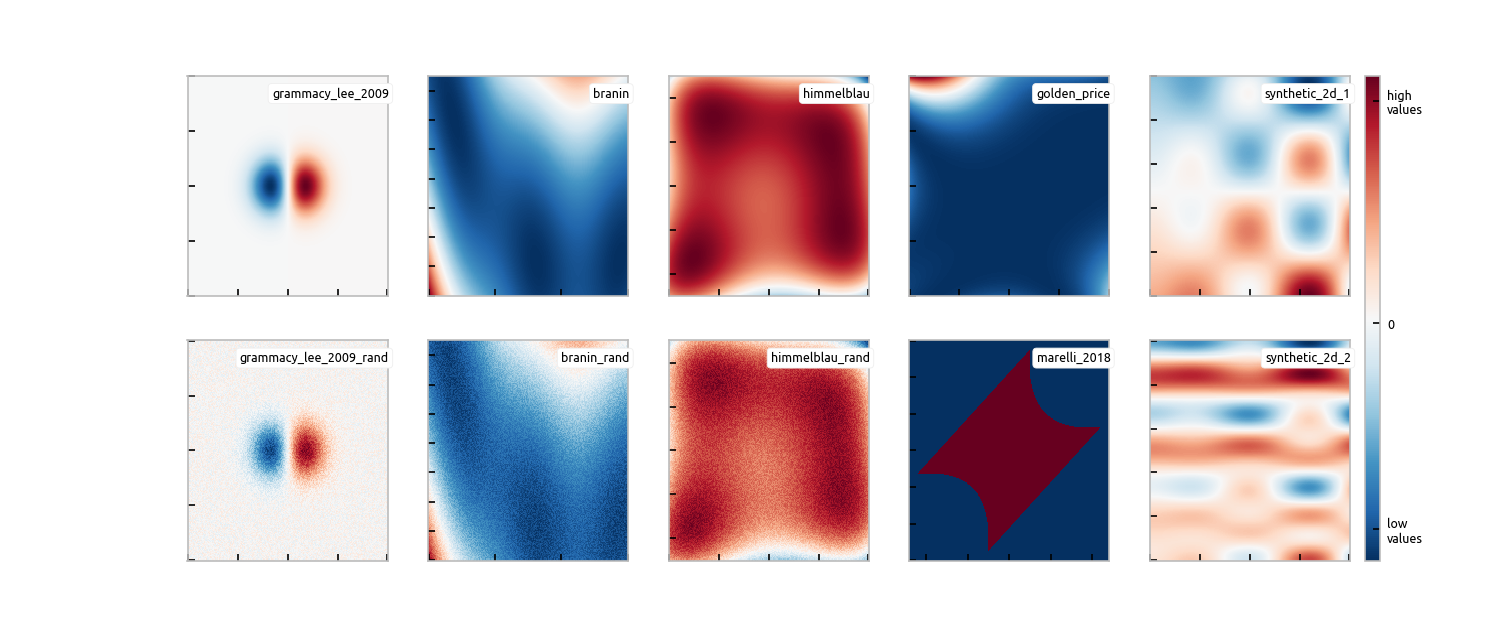 grammacy_lee_2009
branin
himmelblau
golden_price
synthetic_2d_1
high
values
0
low
values
grammacy_lee_2009_rand
branin_rand
himmelblau_rand
marelli_2018
synthetic_2d_2